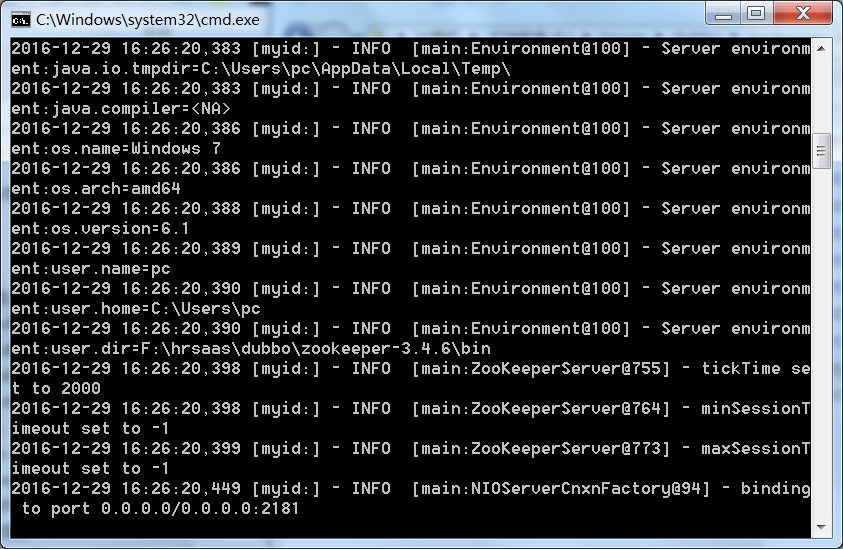 C:\Windows\system32\cmd.exe
2016-12-29 16:26:20,383 [myid:] - INFO  [main:Environment@100] - Server environm
ent:java.io.tmpdir=C:\Users\pc\AppData\Local\Temp\
2016-12-29 16:26:20,383 [myid:] - INFO  [main:Environment@100] - Server environm
ent:java.compiler=<NA>
2016-12-29 16:26:20,386 [myid:] - INFO  [main:Environment@100] - Server environm
ent:os.name=Windows 7
2016-12-29 16:26:20,386 [myid:] - INFO  [main:Environment@100] - Server environm
ent:os.arch=amd64
2016-12-29 16:26:20,388 [myid:] - INFO  [main:Environment@100] - Server environm
ent:os.version=6.1
2016-12-29 16:26:20,389 [myid:] - INFO  [main:Environment@100] - Server environm
ent:user.name=pc
2016-12-29 16:26:20,390 [myid:] - INFO  [main:Environment@100] - Server environm
ent:user.home=C:\Users\pc
2016-12-29 16:26:20,390 [myid:] - INFO  [main:Environment@100] - Server environm
ent:user.dir=F:\hrsaas\dubbo\zookeeper-3.4.6\bin
2016-12-29 16:26:20,398 [myid:] - INFO  [main:ZooKeeperServer@755] - tickTime se
t to 2000
2016-12-29 16:26:20,398 [myid:] - INFO  [main:ZooKeeperServer@764] - minSessionT
imeout set to -1
2016-12-29 16:26:20,399 [myid:] - INFO  [main:ZooKeeperServer@773] - maxSessionT
imeout set to -1
2016-12-29 16:26:20,449 [myid:] - INFO  [main:NIOServerCnxnFactory@94] - binding
 to port 0.0.0.0/0.0.0.0:2181